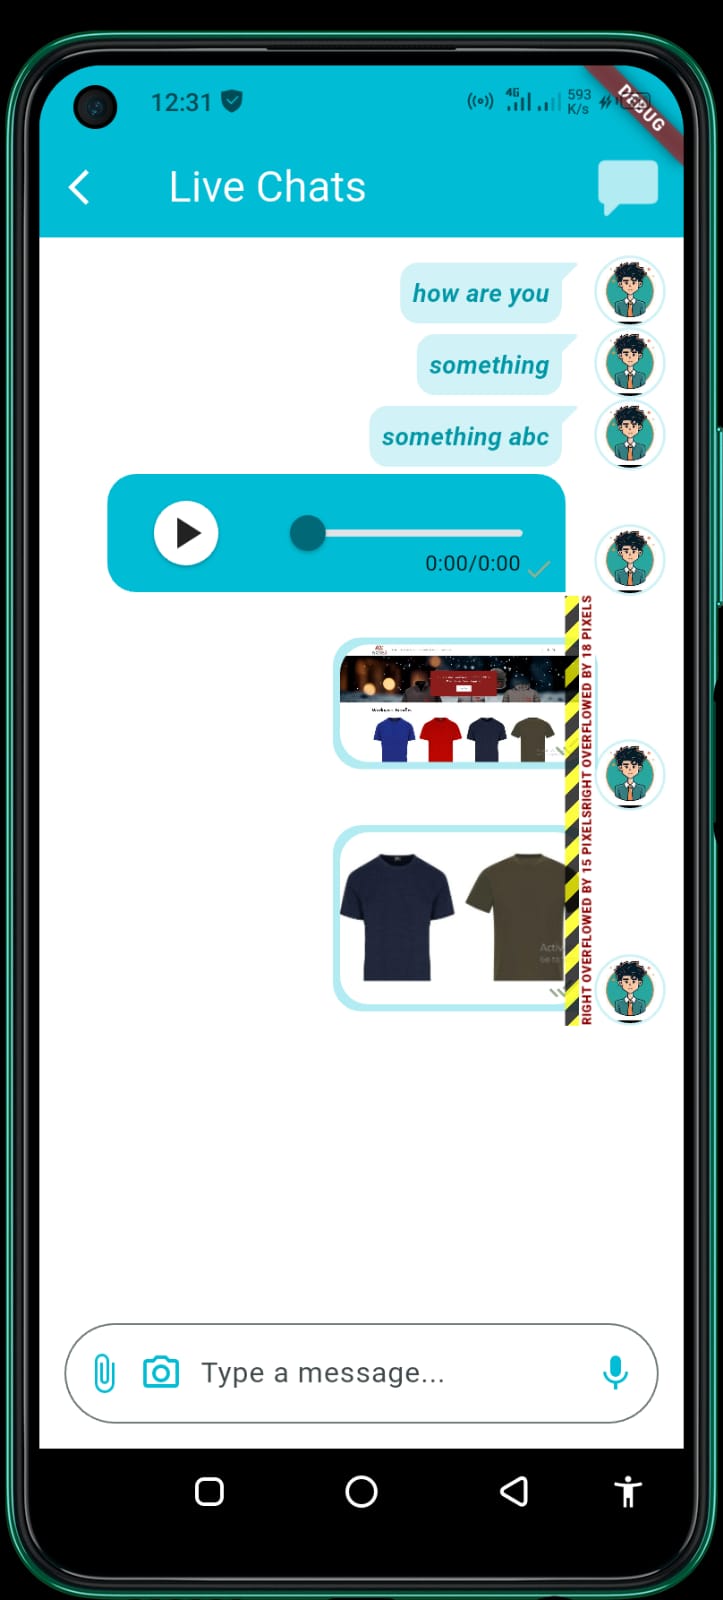 12:31
4G
593
K/s
DEBUG
Live Chats
how are you
something
something abc
0:00/0:00
RIGHT OVERFLOWED BY 18 PIXELS
RIGHT OVERFLOWED BY 15 PIXELS
Activ
Type a message...